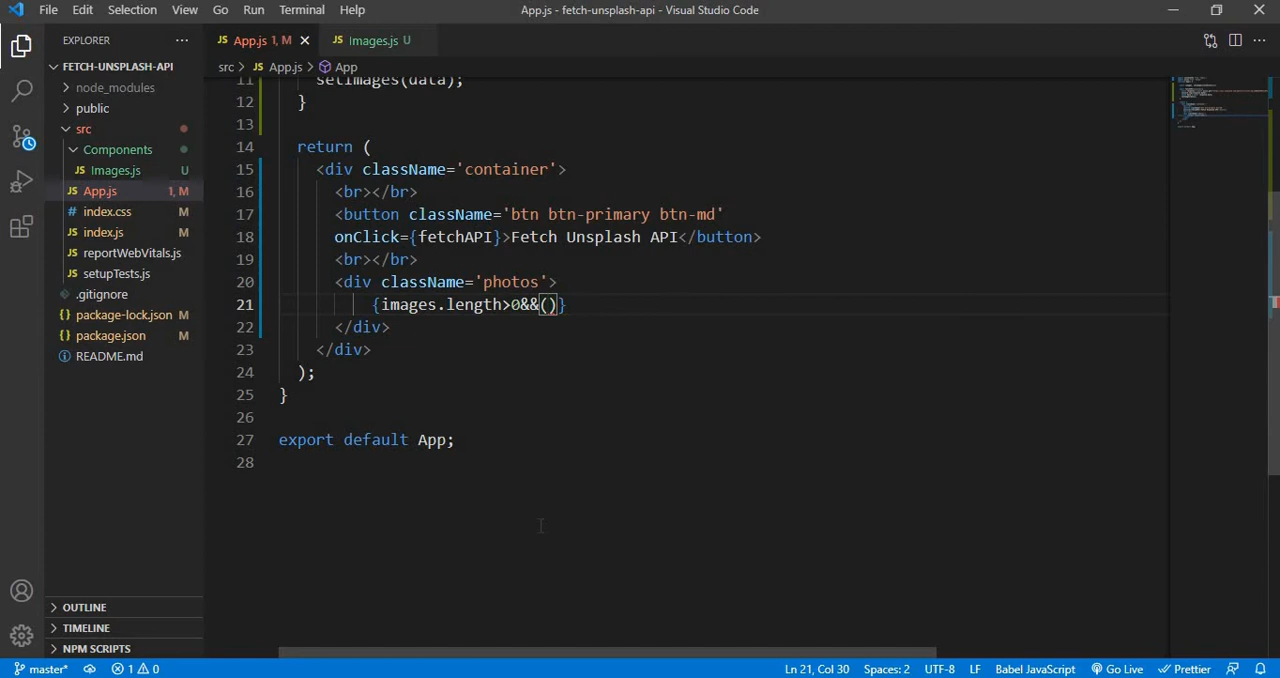 File Edit Selection View Go Run Terminal Help App.js - fetch-unsplash-api - Visual Studio Code
EXPLORER
FETCH-UNSPLASH-API
node_modules
public
src
Components
JS Images.js U
JS App.js 1, M
# index.css M
JS index.js M
JS reportWebVitals.js
JS setupTests.js
.gitignore
package-lock.json M
package.json M
README.md
OUTLINE
TIMELINE
NPM SCRIPTS
JS App.js 1, M JS Images.js U
src > JS App.js > App
11 setImages(data);
12 }
13
14 return (
15 <div className='container'>
16 <br></br>
17 <button className='btn btn-primary btn-md'
18 onClick={fetchAPI}>Fetch Unsplash API</button>
19 <br></br>
20 <div className='photos'>
21 {images.length>0&&()}
22 </div>
23 </div>
24 );
25 }
26
27 export default App;
28
master* 1 0 Ln 21, Col 30 Spaces: 2 UTF-8 LF Babel JavaScript Go Live Prettier